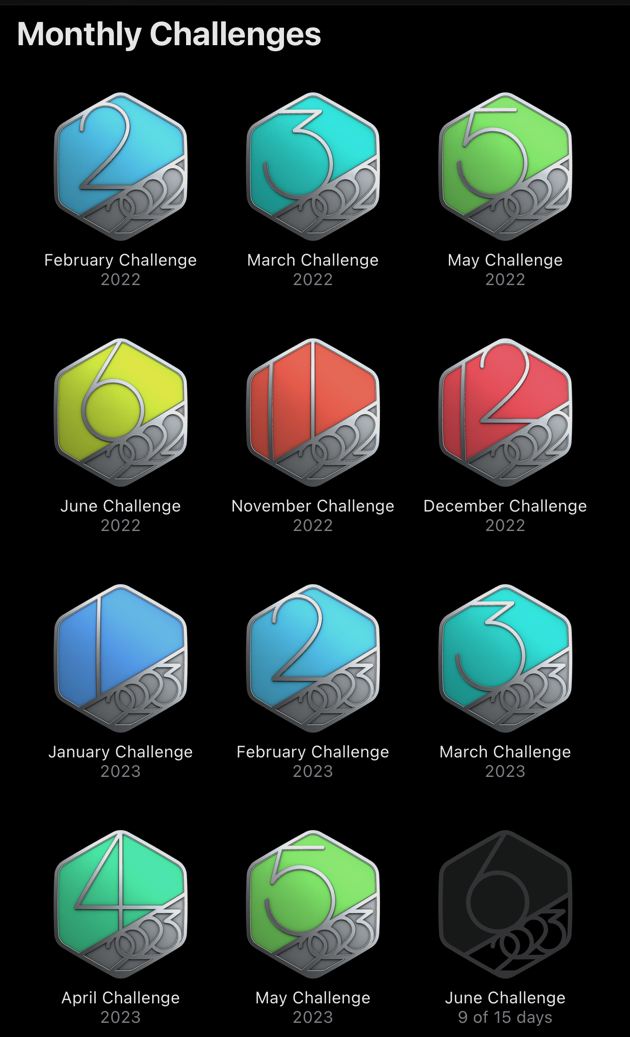 Monthly Challenges
2 2022
3 2022
5 2022
February Challenge
2022
March Challenge
2022
May Challenge
2022
6 2022
11 2022
12 2022
June Challenge
2022
November Challenge
2022
December Challenge
2022
1 2023
2 2023
3 2023
January Challenge
2023
February Challenge
2023
March Challenge
2023
4 2023
5 2023
6 2023
April Challenge
2023
May Challenge
2023
June Challenge
9 of 15 days